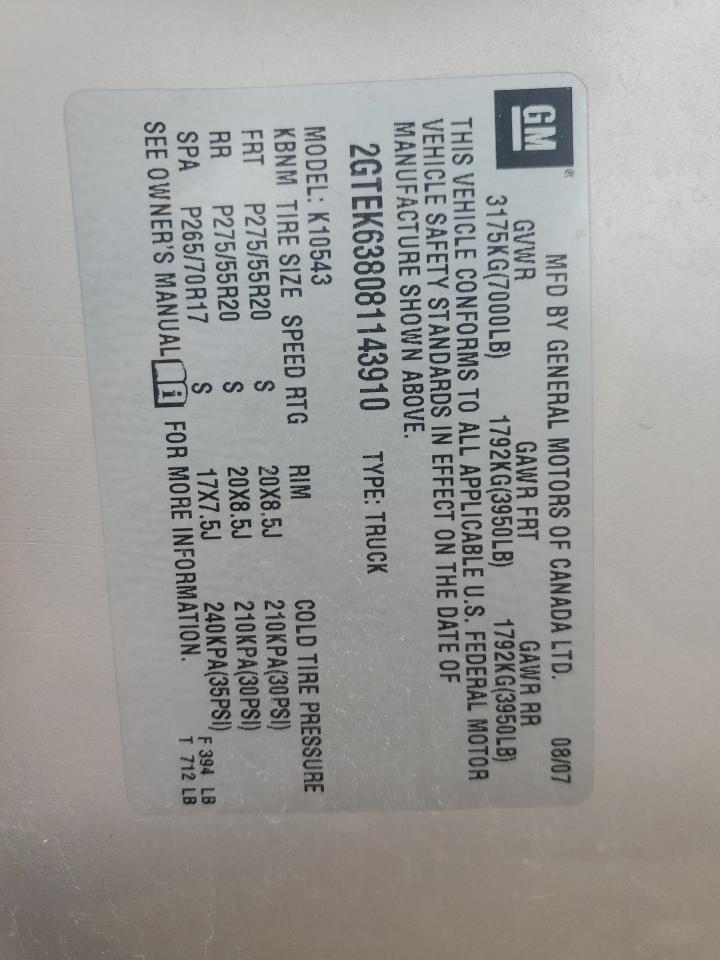 GM®
MFD BY GENERAL MOTORS OF CANADA LTD. 08/07
GVWR GAWR FRT GAWR RR
3175KG(7000LB) 1792KG(3950LB) 1792KG(3950LB)
THIS VEHICLE CONFORMS TO ALL APPLICABLE U.S. FEDERAL MOTOR
VEHICLE SAFETY STANDARDS IN EFFECT ON THE DATE OF
MANUFACTURE SHOWN ABOVE.
2GTEK638081143910 TYPE: TRUCK
MODEL: K10543
KBNM TIRE SIZE SPEED RTG RIM COLD TIRE PRESSURE
FRT P275/55R20 S 20X8.5J 210KPA(30PSI)
RR P275/55R20 S 20X8.5J 210KPA(30PSI)
SPA P265/70R17 S 17X7.5J 240KPA(35PSI)
SEE OWNER'S MANUAL FOR MORE INFORMATION.
F 394 LB
T 712 LB